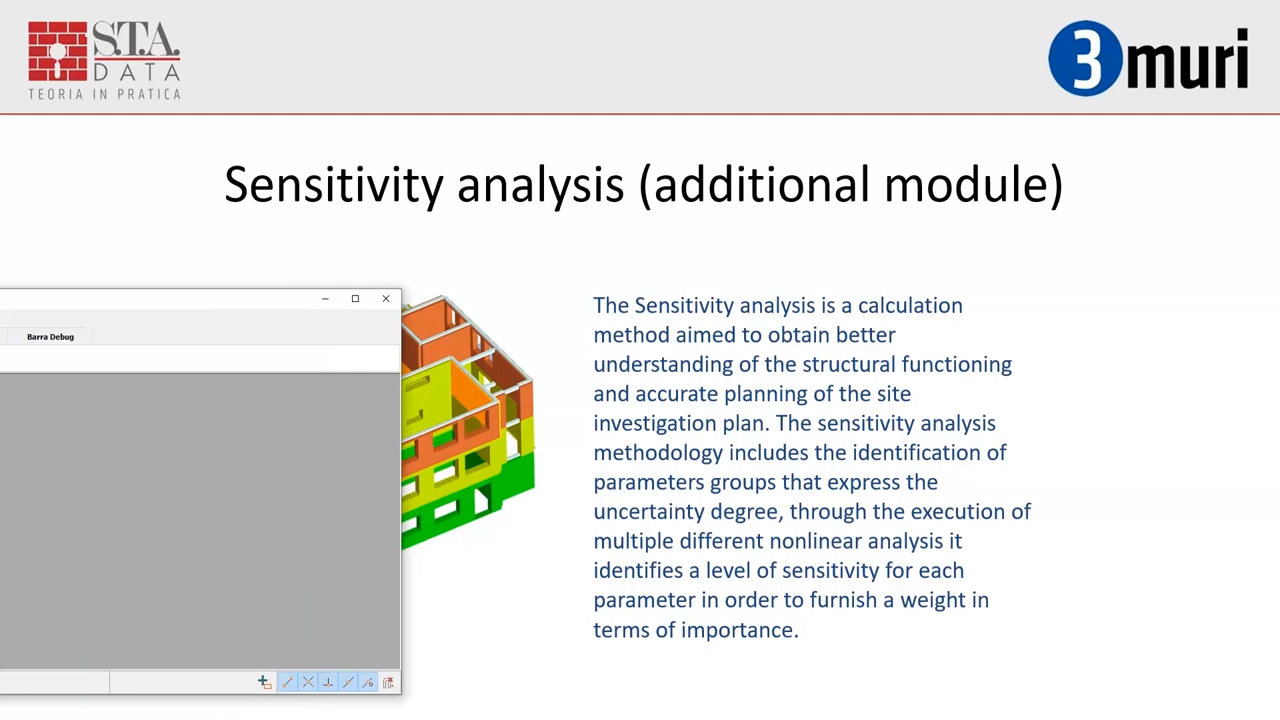 S.T.A.
DATA
TEORIA IN PRATICA
3muri
Sensitivity analysis (additional module)
Barra Debug
The Sensitivity analysis is a calculation
method aimed to obtain better
understanding of the structural functioning
and accurate planning of the site
investigation plan. The sensitivity analysis
methodology includes the identification of
parameters groups that express the
uncertainty degree, through the execution of
multiple different nonlinear analysis it
identifies a level of sensitivity for each
parameter in order to furnish a weight in
terms of importance.